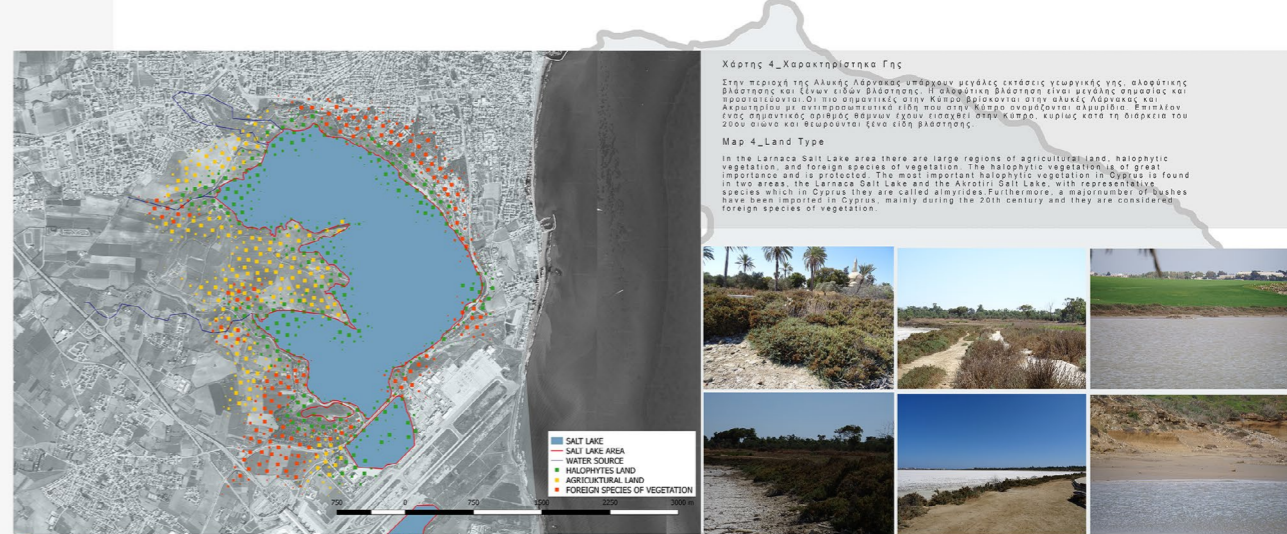 Χάρτης 4_Χαρακτηρίστηκα Γης
Στην περιοχή της Αλυκής Λάρνακας υπάρχουν μεγάλες εκτάσεις γεωργικής γης, αλοφύτικης
βλάστησης και ξένων ειδών βλάστησης. Η αλοφύτικη βλάστηση είναι μεγάλης σημασίας και
προστατεύονται.Οι πιο σημαντικές στην Κύπρο βρίσκονται στην αλυκές Λάρνακας και
Ακρωτηρίου με αντιπροσωπευτικά είδη που στην Κύπρο ονομάζονται αλμυρίδια. Επιπλέον
ένας σημαντικός αριθμός θάμνων έχουν εισαχθεί στην Κύπρο, κυρίως κατά τη διάρκεια του
20ου αιώνα και θεωρούνται ξένα είδη βλάστησης.
Map 4_Land Type
In the Larnaca Salt Lake area there are large regions of agricultural land, halophytic
vegetation, and foreign species of vegetation. The halophytic vegetation is of great
importance and is protected. The most important halophytic vegetation in Cyprus is found
in two areas, the Larnaca Salt Lake and the Akrotiri Salt Lake, with representative
species which in Cyprus they are called almyrides.Furthermore, a majornumber of bushes
have been imported in Cyprus, mainly during the 20th century and they are considered
foreign species of vegetation.
SALT LAKE
SALT LAKE AREA
WATER SOURCE
HALOPHYTES LAND
AGRICUKTURAL LAND
FOREIGN SPECIES OF VEGETATION
750 0 750 1500 2250 3000 m